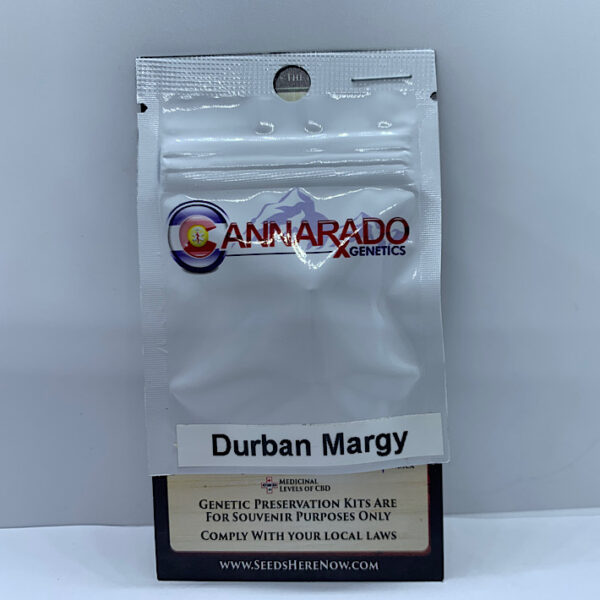 THE
CANNARADO
GENETICS
Durban Margy
MEDICINAL
LEVELS OF CBD
GENETIC PRESERVATION KITS ARE
FOR SOUVENIR PURPOSES ONLY
COMPLY WITH YOUR LOCAL LAWS
WWW.SEEDSHERENOW.COM